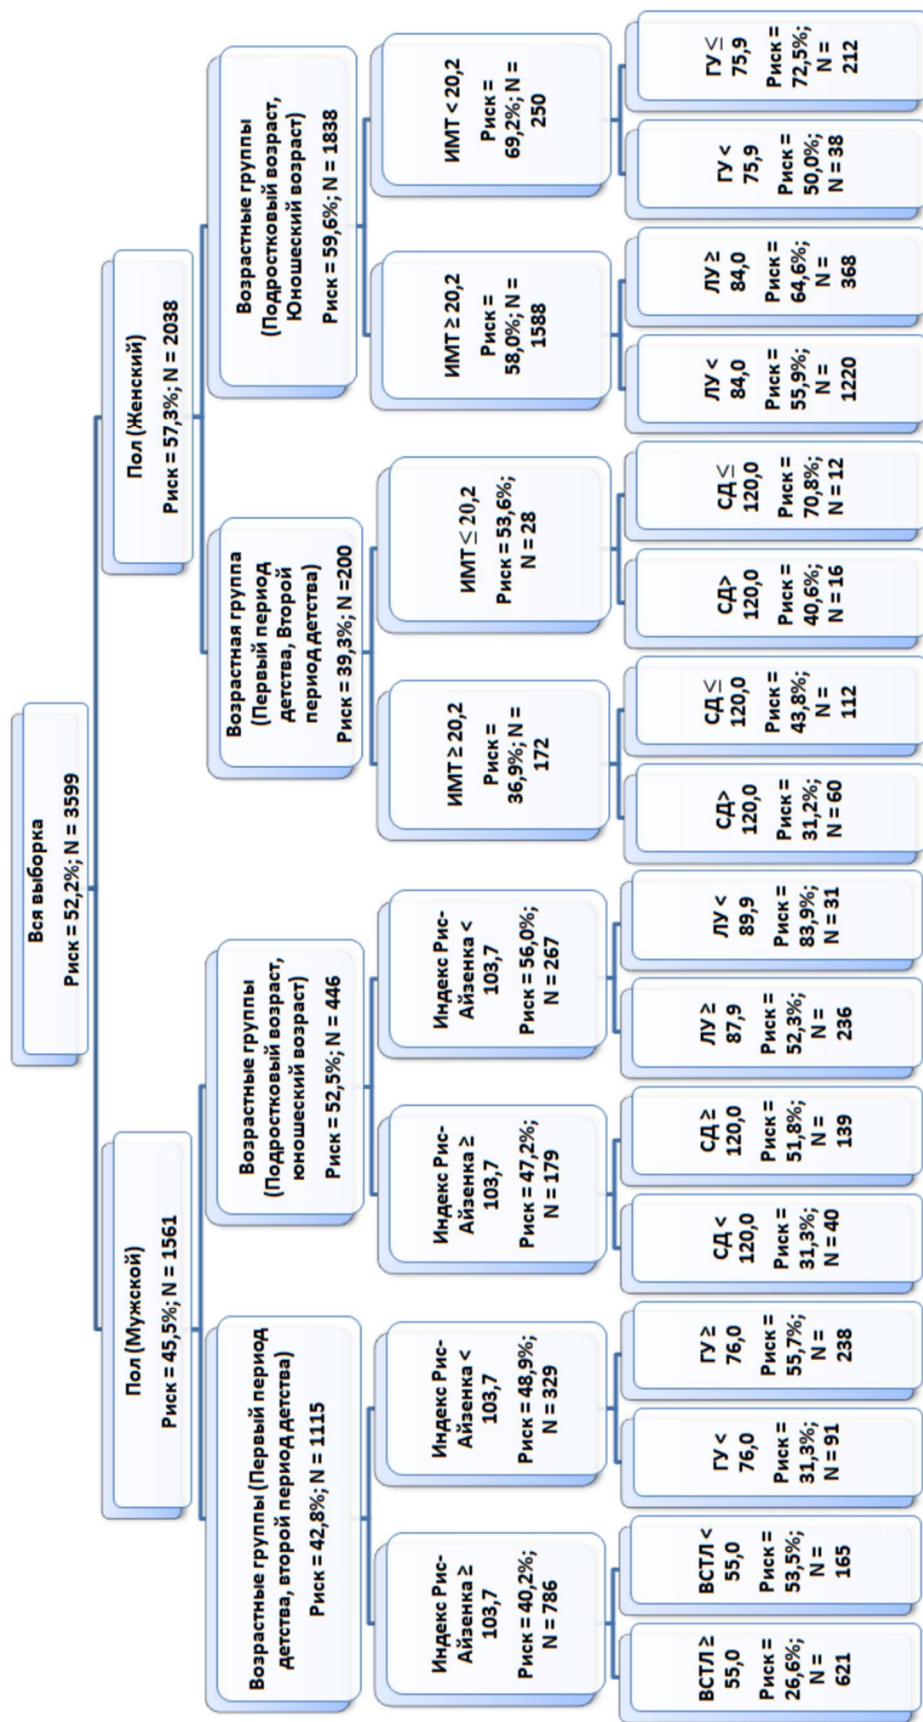 Вся выборка
Риск = 52,2%; N = 3599
Пол (Мужской)
Риск = 45,5%; N = 1561
Пол (Женский)
Риск = 57,3%; N = 2038
Возрастные группы (Первый период
детства, второй период детства)
Риск = 42,8%; N = 1115
Возрастные группы
(Подростковый возраст,
юношеский возраст)
Риск = 52,5%; N = 446
Возрастная группа
(Первый период
детства, Второй
период детства)
Риск = 39,3%; N =200
Возрастные группы
(Подростковый возраст,
Юношеский возраст)
Риск = 59,6%; N = 1838
Индекс Рис-
Айзенка ≥
103,7
Риск = 40,2%;
N = 786
Индекс Рис-
Айзенка <
103,7
Риск = 48,9%;
N = 329
Индекс Рис-
Айзенка ≥
103,7
Риск = 47,2%;
N = 179
Индекс Рис-
Айзенка <
103,7
Риск = 56,0%;
N = 267
ИМТ ≥ 20,2
Риск =
36,9%; N =
172
ИМТ ≤ 20,2
Риск = 53,6%;
N = 28
ИМТ ≥ 20,2
Риск =
58,0%; N =
1588
ИМТ < 20,2
Риск =
69,2%; N =
250
ВСТЛ ≥
55,0
Риск =
26,6%;
N =
621
ВСТЛ <
55,0
Риск =
53,5%;
N =
165
ГУ <
76,0
Риск =
31,3%;
N = 91
ГУ ≥
76,0
Риск =
55,7%;
N =
238
СД <
120,0
Риск =
31,3%;
N = 40
СД ≥
120,0
Риск =
51,8%;
N =
139
ЛУ ≥
87,9
Риск =
52,3%;
N =
236
ЛУ <
89,9
Риск =
83,9%;
N = 31
СД>
120,0
Риск =
31,2%;
N = 60
СД ≤
120,0
Риск =
43,8%;
N =
112
СД>
120,0
Риск =
40,6%;
N = 16
СД ≤
120,0
Риск =
70,8%;
N = 12
ЛУ <
84,0
Риск =
55,9%;
N =
1220
ЛУ ≥
84,0
Риск =
64,6%;
N =
368
ГУ <
75,9
Риск =
50,0%;
N = 38
ГУ ≤
75,9
Риск =
72,5%;
N =
212